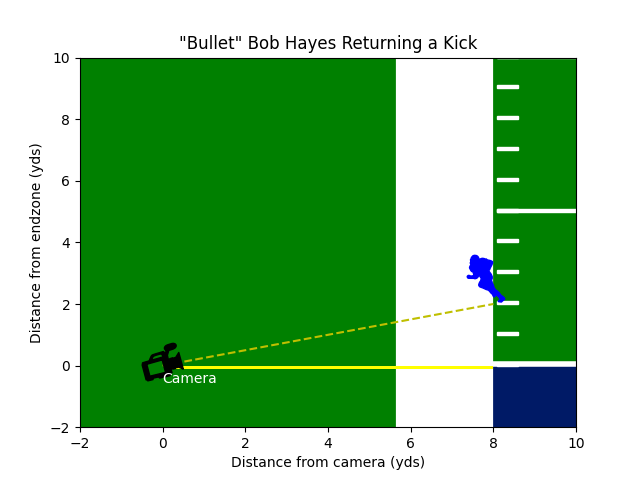 "Bullet" Bob Hayes Returning a Kick
10
8
6
4
2
0
−2
Distance from endzone (yds)
Camera
−2 0 2 4 6 8 10
Distance from camera (yds)